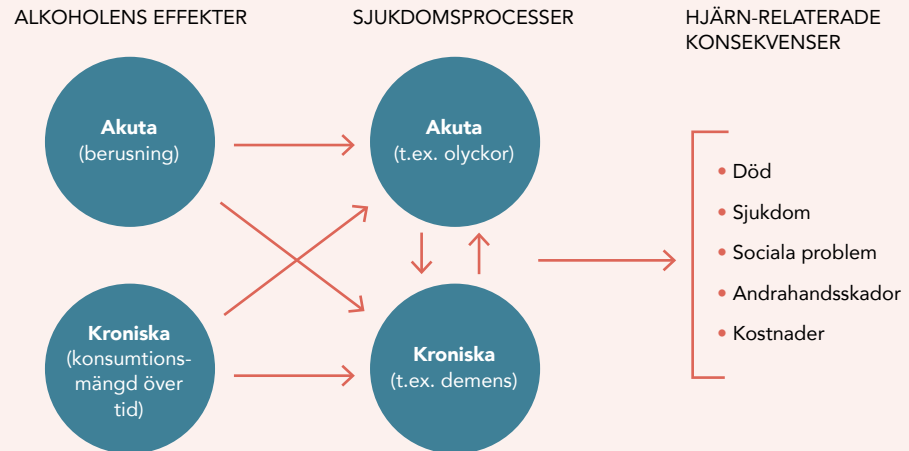 ALKOHOLENS EFFEKTER
SJUKDOMSPROCESSER
HJÄRN-RELATERADE
KONSEKVENSER
Akuta
(berusning)
Akuta
(t.ex. olyckor)
Kroniska
(konsumtions-
mängd över
tid)
Kroniska
(t.ex. demens)
• Död
• Sjukdom
• Sociala problem
• Andrahandsskador
• Kostnader